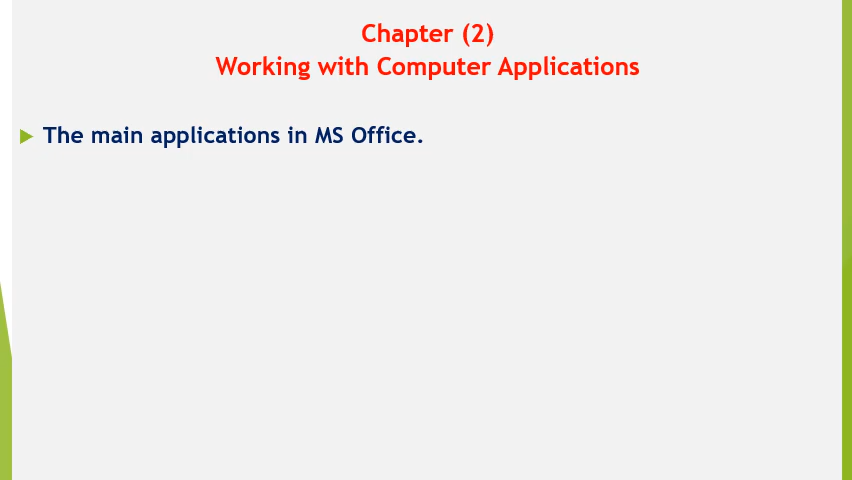 Chapter (2)
Working with Computer Applications
The main applications in MS Office.